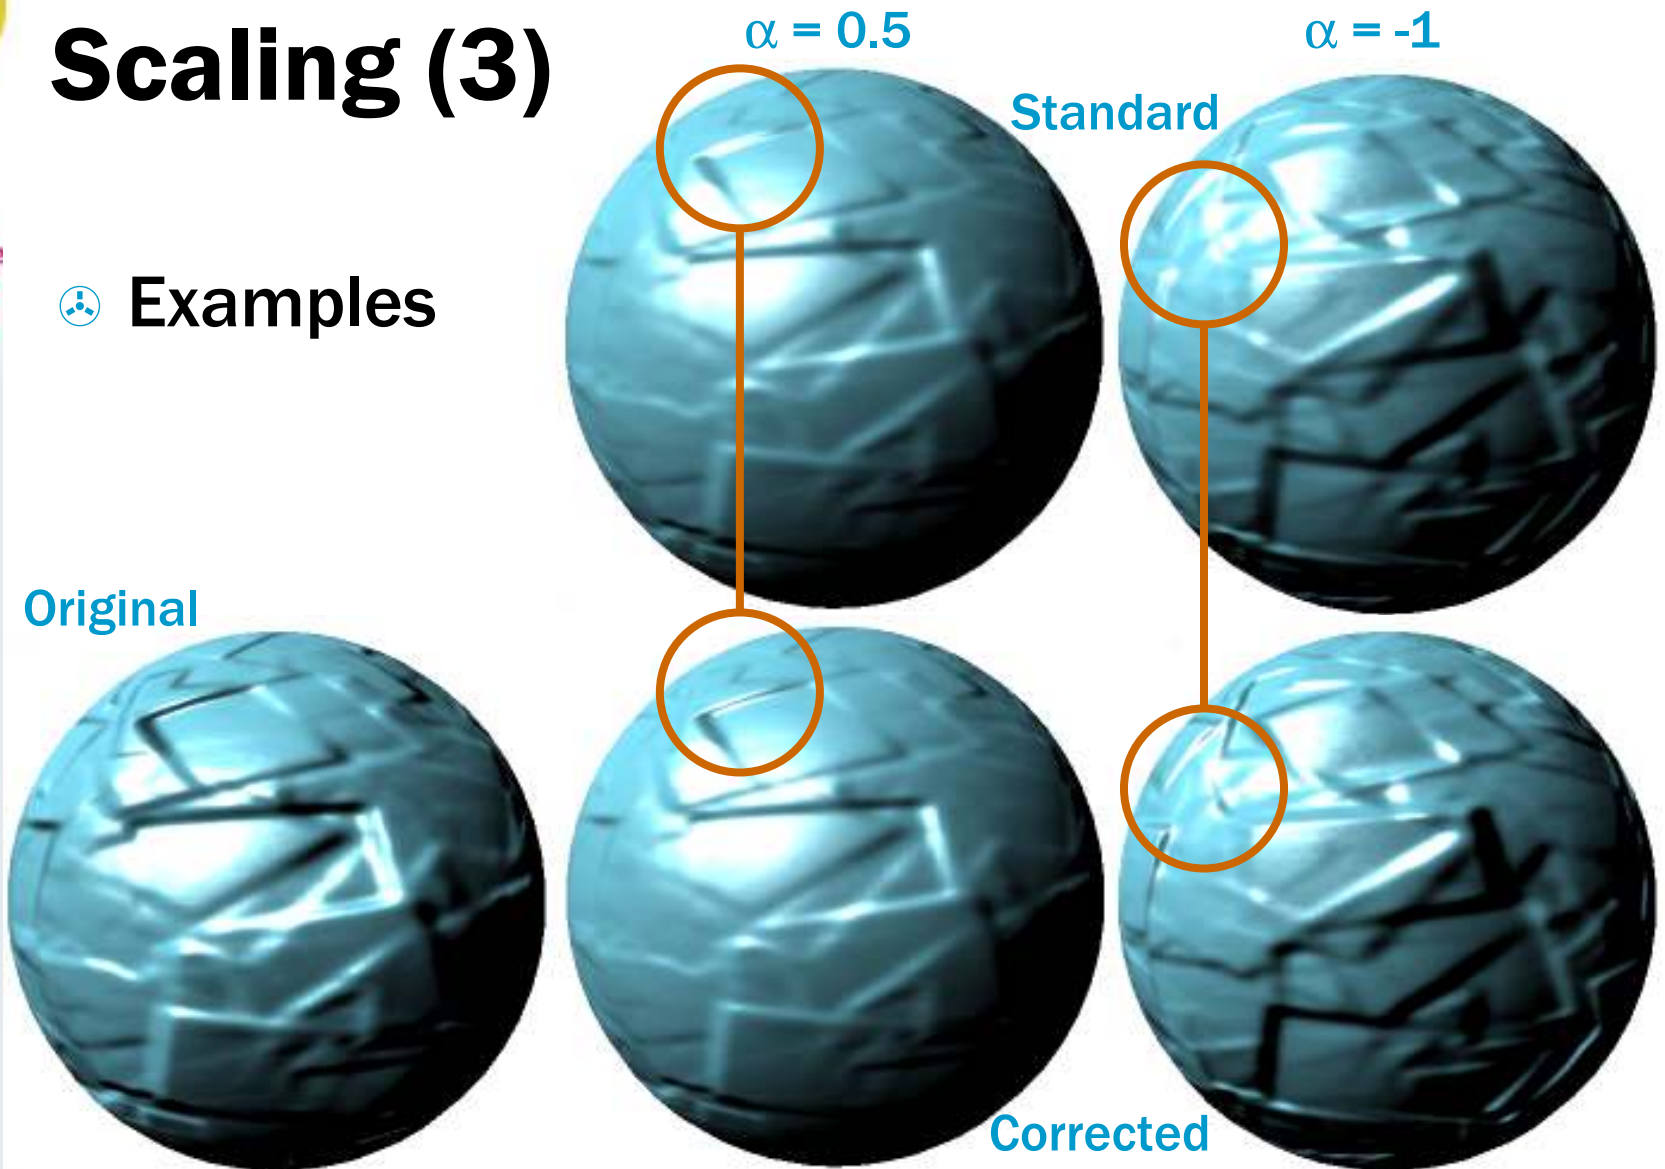 Scaling (3)
α = 0.5
α = -1
Standard
Examples
Original
Corrected